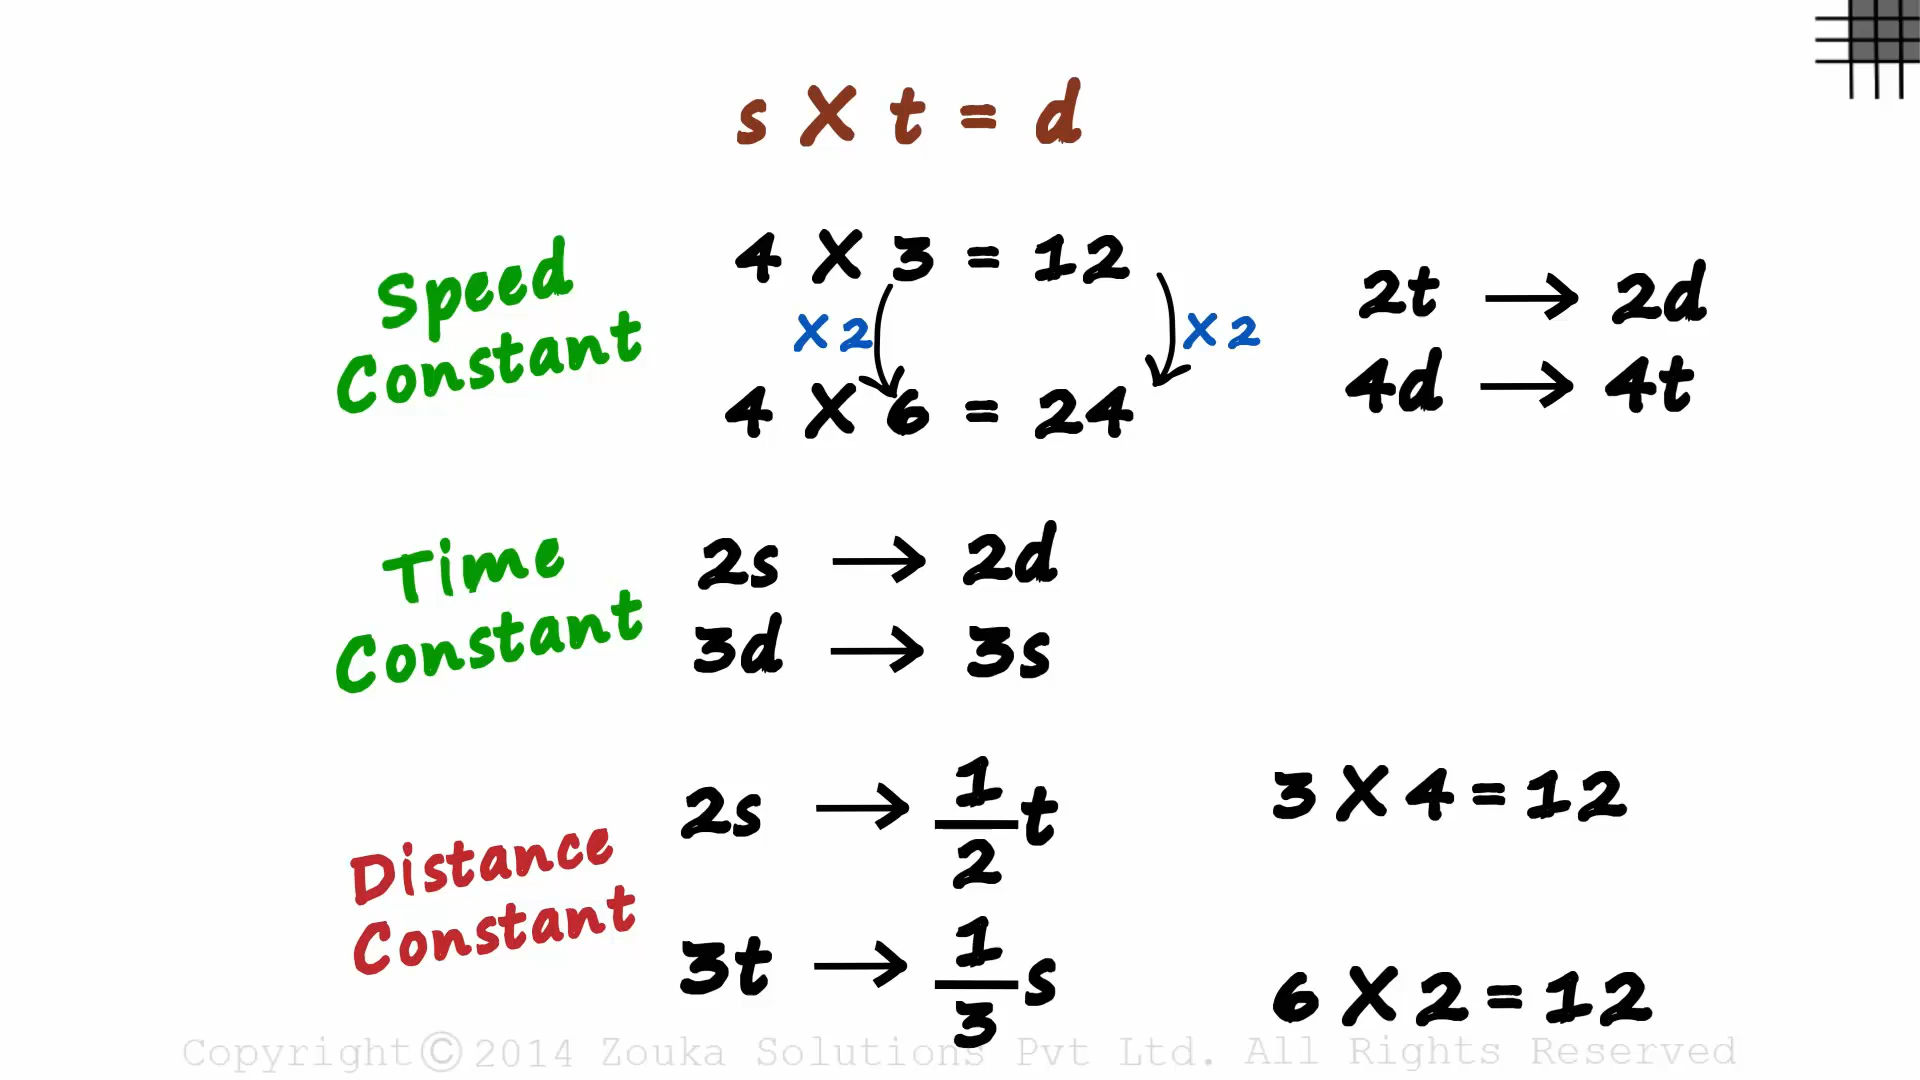 s X t = d
Speed
Constant
4 X 3 = 12
X 2
X 2
4 X 6 = 24
2t → 2d
4d → 4t
Time
Constant
2s → 2d
3d → 3s
Distance
Constant
2s → 1/2 t
3t → 1/3 s
3 X 4 = 12
6 X 2 = 12
Copyright©2014 Zouka Solutions Pvt Ltd. All Rights Reserved